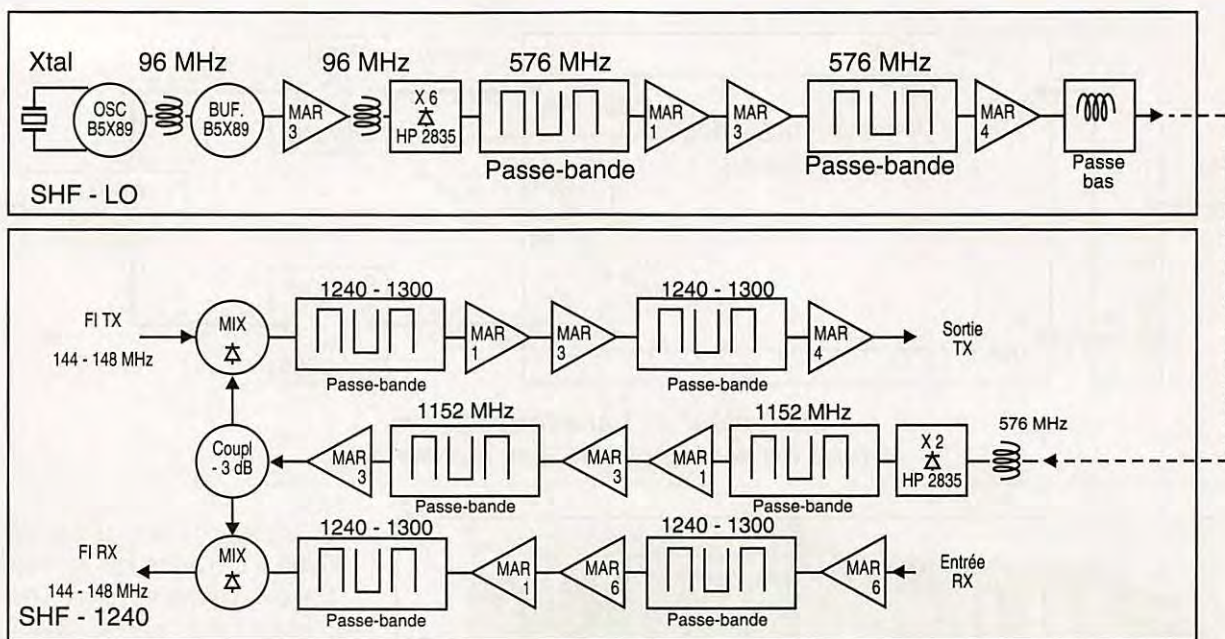 Xtal
96 MHz
96 MHz
576 MHz
576 MHz
OSC
B5X89
BUF.
B5X89
MAR
3
X 6
HP 2835
MAR
1
MAR
3
MAR
4
Passe-bande
Passe-bande
Passe
bas
SHF - LO
1240 - 1300
1240 - 1300
FI TX
144 - 148 MHz
MIX
MAR
1
MAR
3
MAR
4
Sortie
TX
Passe-bande
Passe-bande
1152 MHz
1152 MHz
576 MHz
Coupl
- 3 dB
MAR
3
MAR
3
MAR
1
X 2
HP 2835
Passe-bande
Passe-bande
1240 - 1300
1240 - 1300
FI RX
144 - 148 MHz
MIX
MAR
1
MAR
6
MAR
6
Entrée
RX
Passe-bande
Passe-bande
SHF - 1240